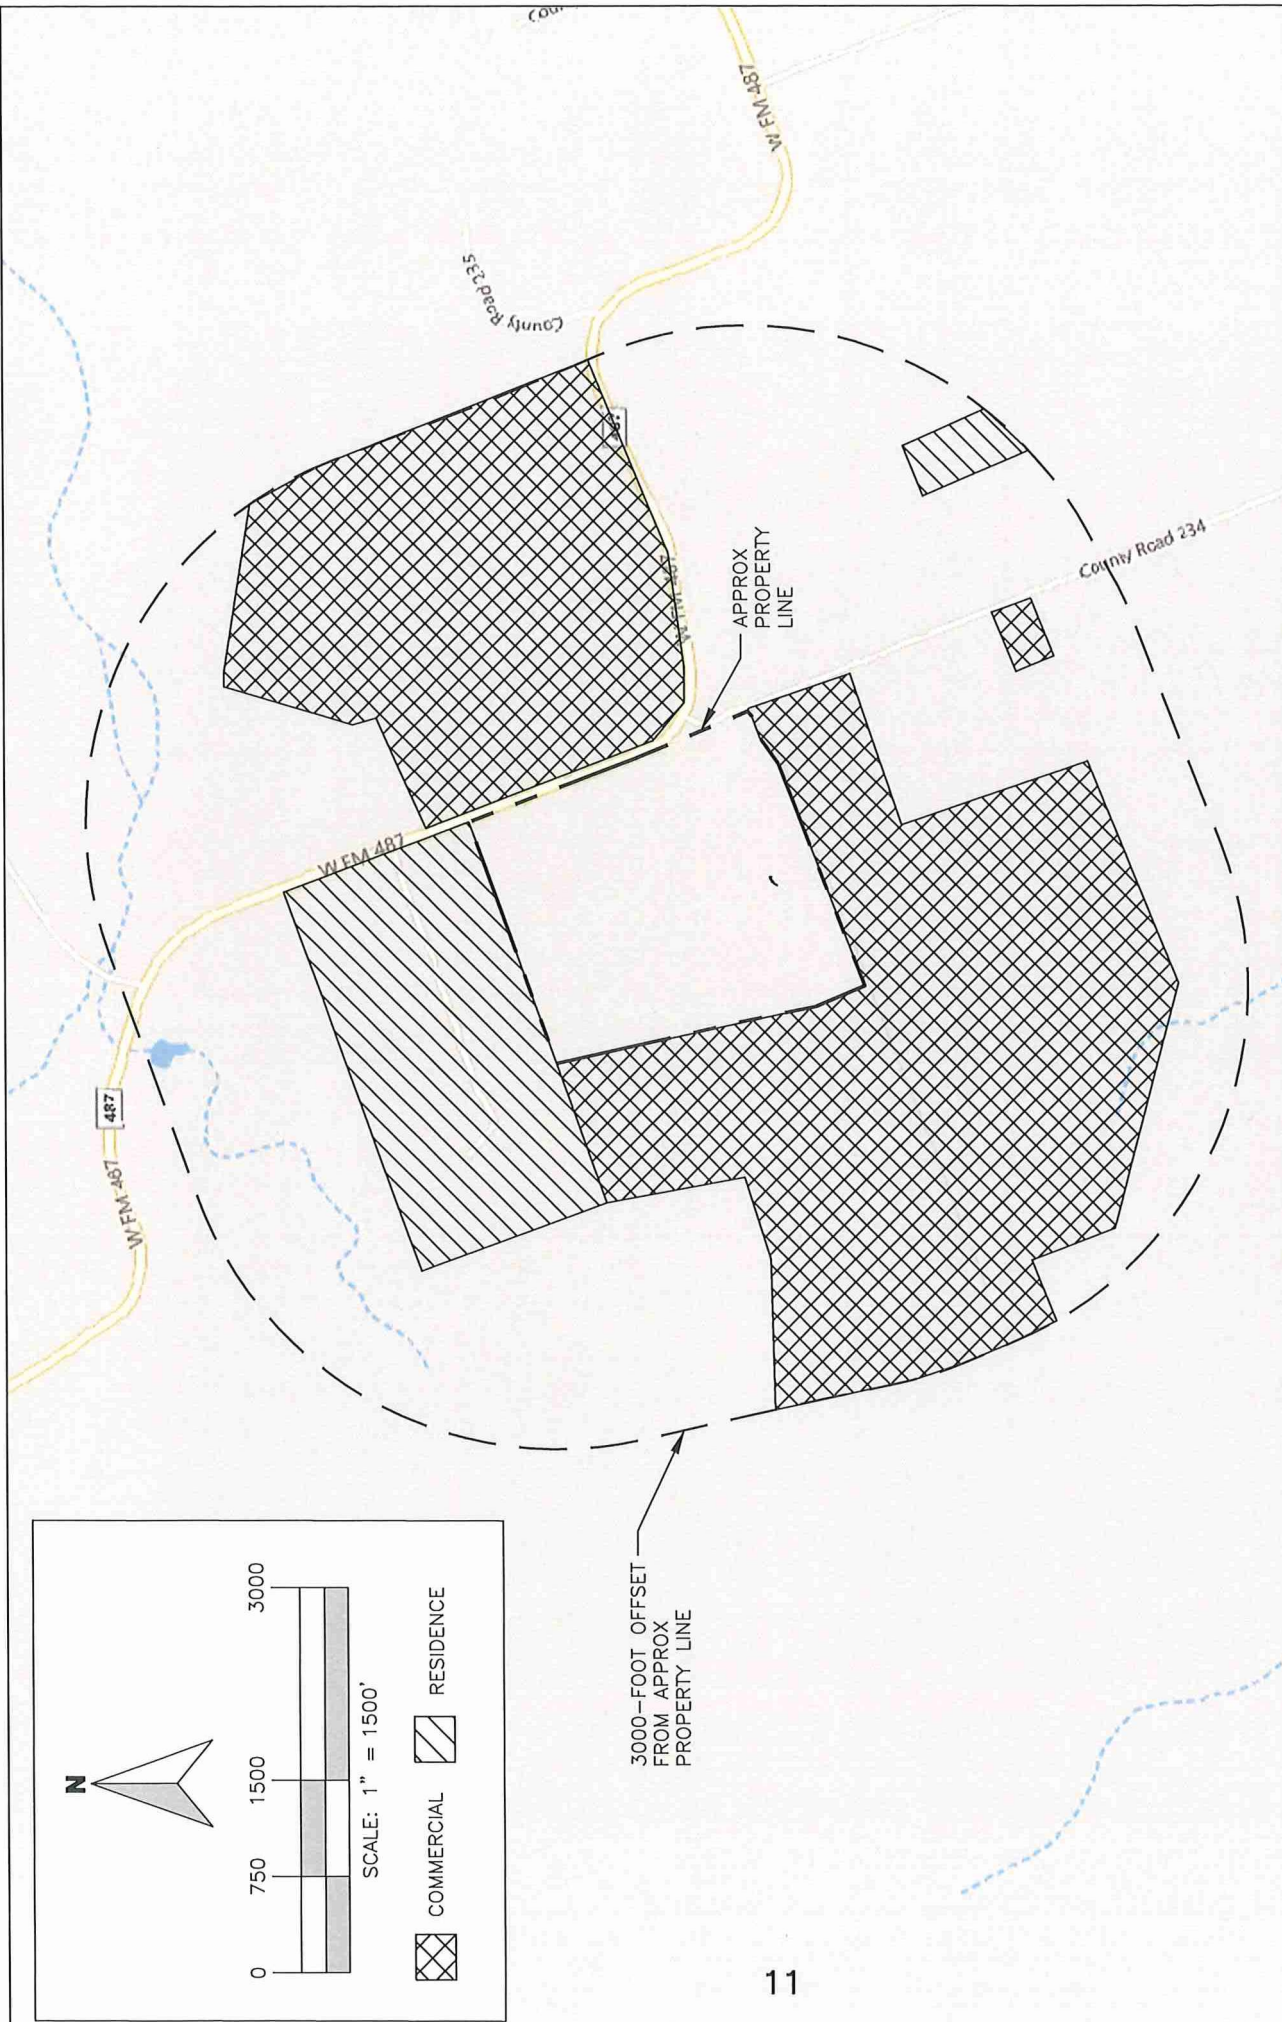 N
0
750
1500
3000
SCALE: 1" = 1500'
COMMERCIAL
RESIDENCE
3000-FOOT OFFSET
FROM APPROX
PROPERTY LINE
APPROX
PROPERTY
LINE
W FM 487
487
W FM 487
County Road 235
W FM 487
County Road 234
11